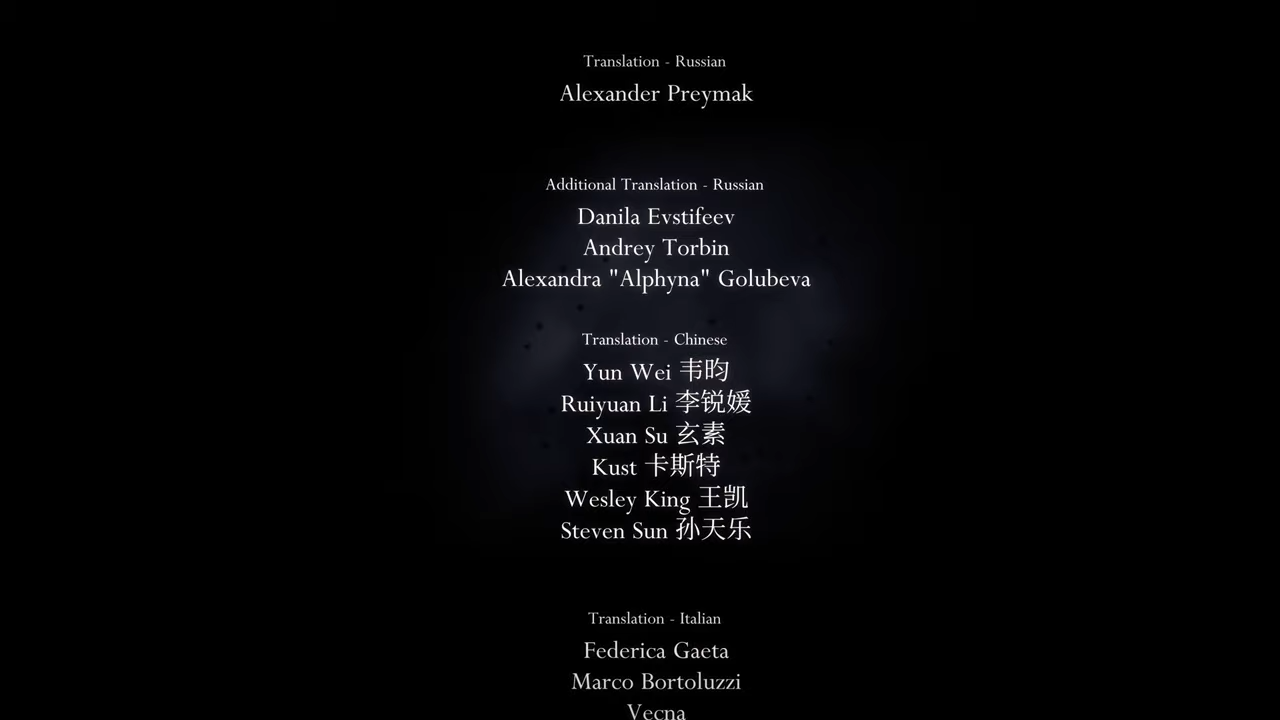 Translation - Russian
Alexander Preymak
Additional Translation - Russian
Danila Evstifeev
Andrey Torbin
Alexandra "Alphyna" Golubeva
Translation - Chinese
Yun Wei 韦昀
Ruiyuan Li 李锐媛
Xuan Su 玄素
Kust 卡斯特
Wesley King 王凯
Steven Sun 孙天乐
Translation - Italian
Federica Gaeta
Marco Bortoluzzi
Vecna